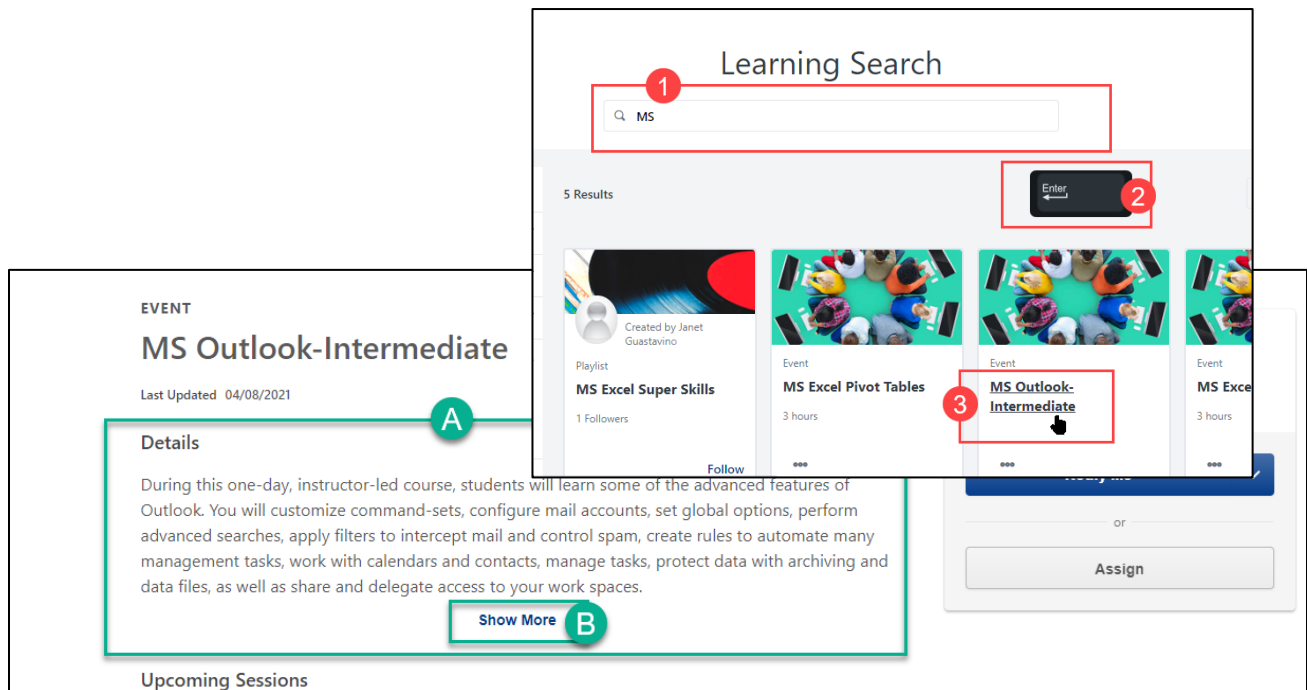 Learning Search
1
MS
5 Results
Enter
2
Created by Janet
Guastavino
Playlist
MS Excel Super Skills
1 Followers
Follow
Event
MS Excel Pivot Tables
3 hours
Event
3
MS Outlook-
Intermediate
Event
MS Exce
3 hours
EVENT
MS Outlook-Intermediate
Last Updated 04/08/2021
A
Details
During this one-day, instructor-led course, students will learn some of the advanced features of
Outlook. You will customize command-sets, configure mail accounts, set global options, perform
advanced searches, apply filters to intercept mail and control spam, create rules to automate many
management tasks, work with calendars and contacts, manage tasks, protect data with archiving and
data files, as well as share and delegate access to your work spaces.
Show More
B
Upcoming Sessions
or
Assign